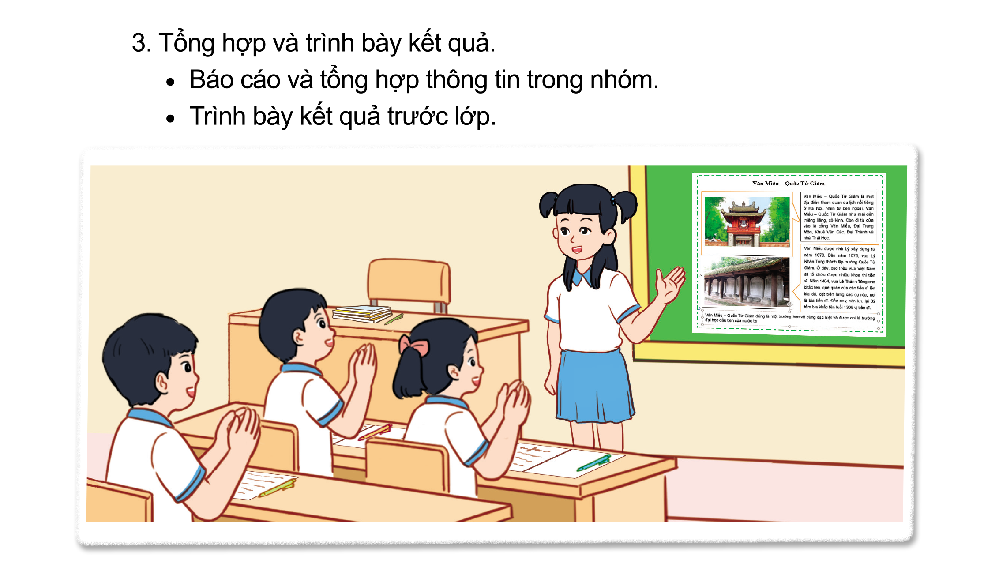 3. Tổng hợp và trình bày kết quả.
• Báo cáo và tổng hợp thông tin trong nhóm.
• Trình bày kết quả trước lớp.
Văn Miếu – Quốc Tử Giám
Văn Miếu – Quốc Tử Giám là một
địa điểm tham quan du lịch nổi tiếng
ở Hà Nội. Nhìn từ bên ngoài, Văn
Miếu – Quốc Tử Giám như mái đền
thiêng liêng, cổ kính. Còn đi từ cửa
vào là cổng Văn Miếu, Đại Trung
Môn, Khuê Văn Các, Đại Thành và
nhà Thái Học.
Văn Miếu được nhà Lý xây dựng từ
năm 1070. Đến năm 1076, vua Lý
Nhân Tông thành lập trường Quốc Tử
Giám. Ở đây, các triều vua Việt Nam
đã tổ chức được nhiều khoa thi tiến
sĩ. Năm 1484, vua Lê Thánh Tông cho
khắc tên, quê quán của các tiến sĩ lên
bia đá, đặt trên lưng các cụ rùa, gọi
là bia tiến sĩ. Đến nay, còn lưu lại 82
tấm bia khắc tên tuổi 1306 vị tiến sĩ.
Văn Miếu – Quốc Tử Giám đúng là một trường học vô cùng đặc biệt và được coi là trường
đại học đầu tiên của nước ta